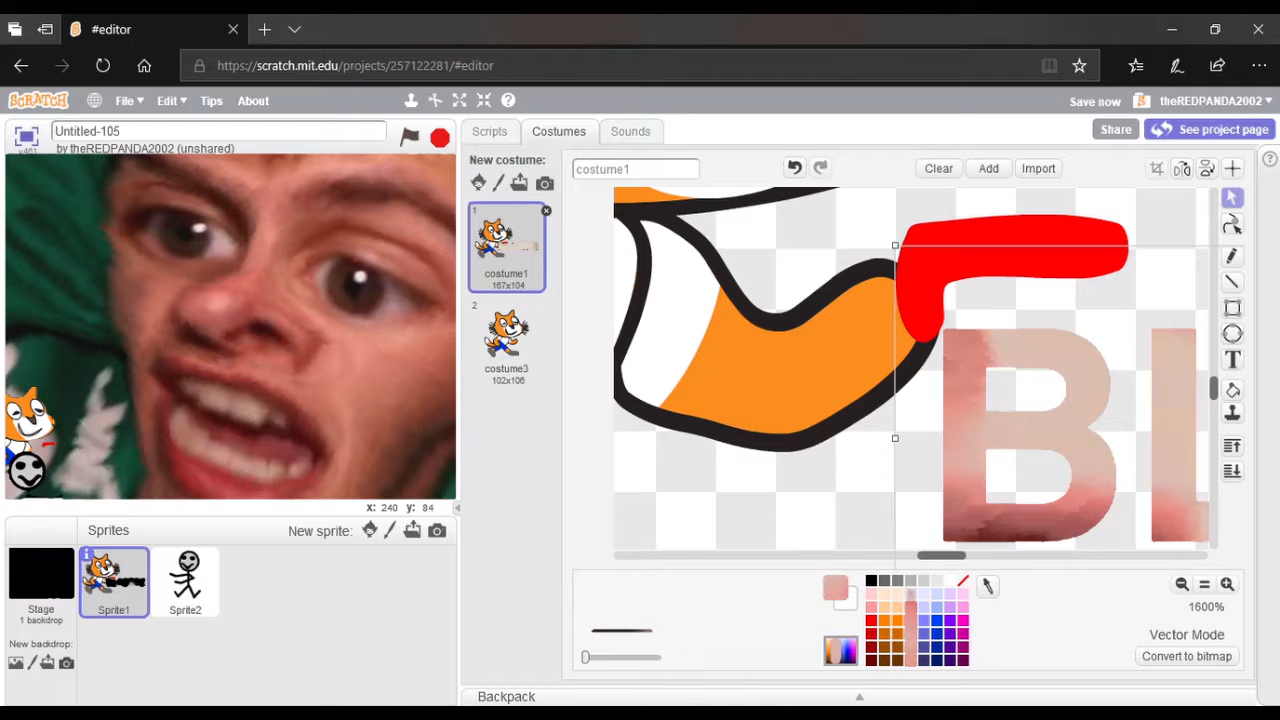 #editor
https://scratch.mit.edu/projects/257122281/#editor
SCRATCH File Edit Tips About Save now theREDPANDA2002
Untitled-105
by theREDPANDA2002 (unshared)
v461
Scripts Costumes Sounds Share See project page
New costume: costume1 Clear Add Import
1
costume1
167x104
2
costume3
102x106
BI
x: 240 y: 84
Sprites New sprite:
Stage
1 backdrop
New backdrop:
Sprite1
Sprite2
1600%
Vector Mode
Convert to bitmap
Backpack